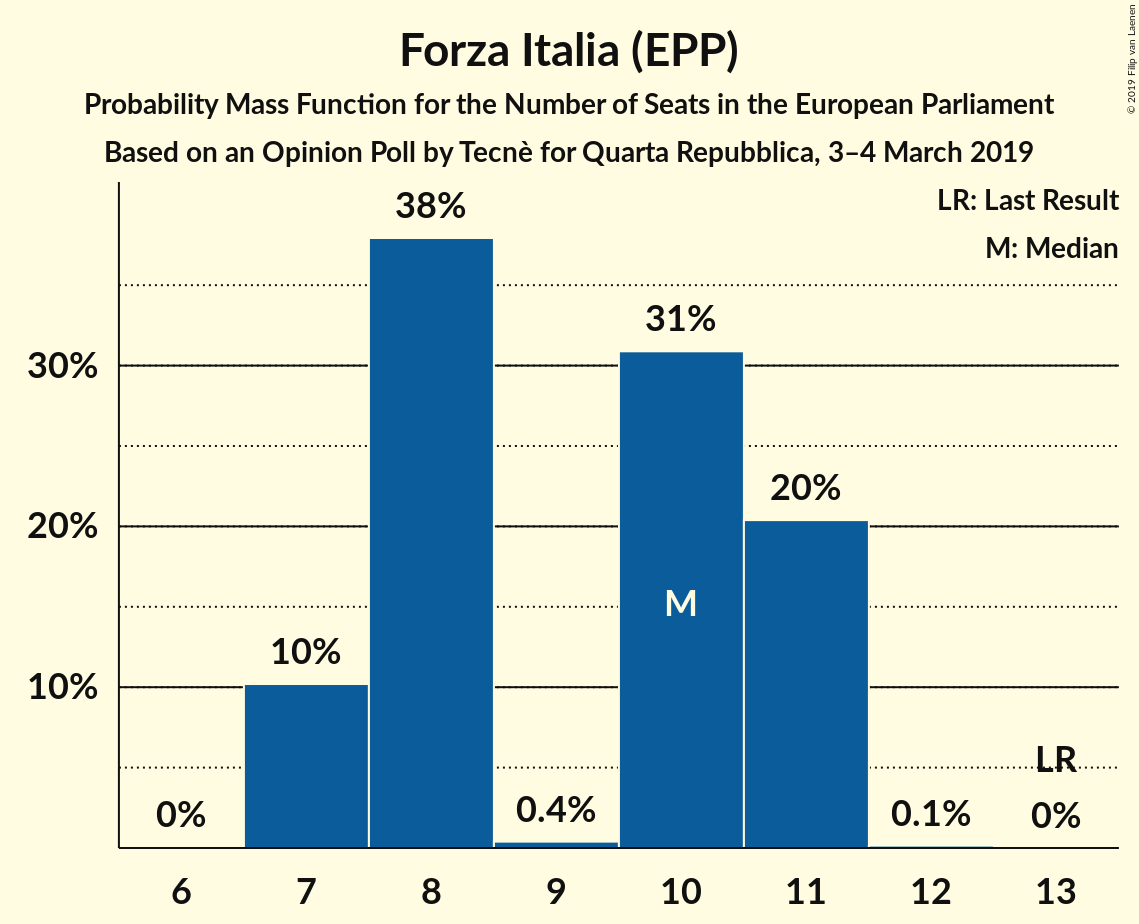 Forza Italia (EPP)
Probability Mass Function for the Number of Seats in the European Parliament
Based on an Opinion Poll by Tecnè for Quarta Repubblica, 3–4 March 2019
© 2019 Filip van Laenen
LR: Last Result
M: Median
38%
31%
30%
20%
20%
M
10%
10%
LR
0%
0.4%
0.1%
0%
6 7 8 9 10 11 12 13